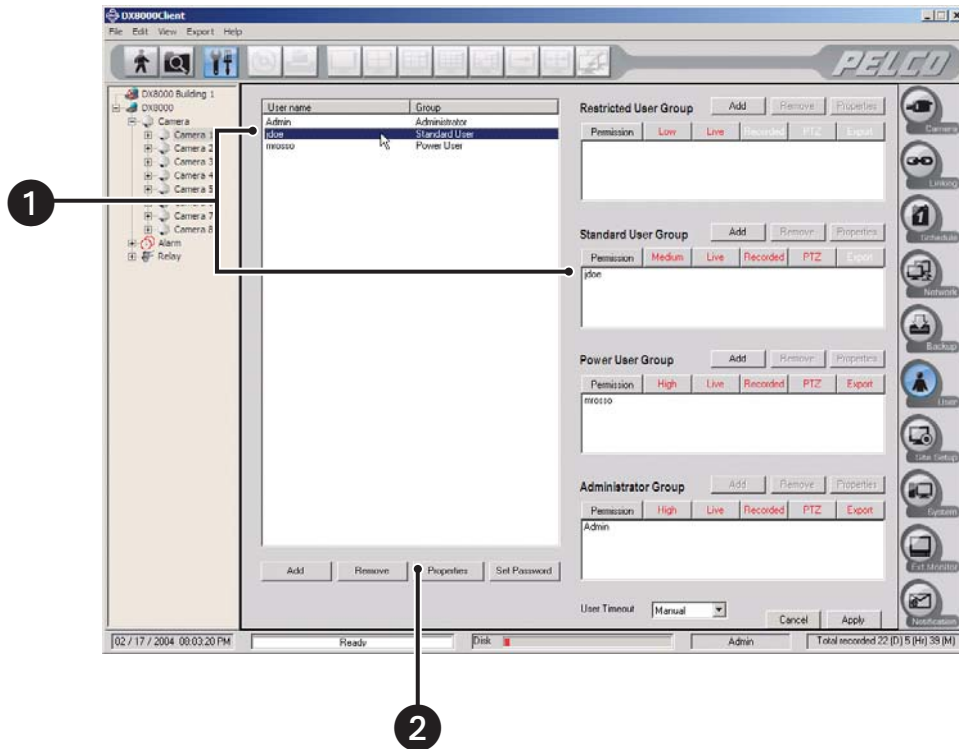 DX8000Client
File Edit View Export Help
PELCO
DX8000 Building 1
DX8000
Camera
Camera 1
Camera 2
Camera 3
Camera 4
Camera 5
Camera 7
Camera 8
Alarm
Relay
User name Group
Admin Administrator
jdoe Standard User
mrosso Power User
Add Remove Properties Set Password
Restricted User Group Add Remove Properties
Permission Low Live Recorded PTZ Export
Standard User Group Add Remove Properties
Permission Medium Live Recorded PTZ Export
jdoe
Power User Group Add Remove Properties
Permission High Live Recorded PTZ Export
mrosso
Administrator Group Add Remove Properties
Permission High Live Recorded PTZ Export
Admin
User Timeout Manual
Cancel Apply
Camera
Linking
Schedule
Network
Backup
User
Site Setup
System
Ext Monitor
Notification
02 / 17 / 2004 08:03:20 PM Ready Disk Admin Total recorded 22 (D) 5 (Hr) 39 (M)
1
2